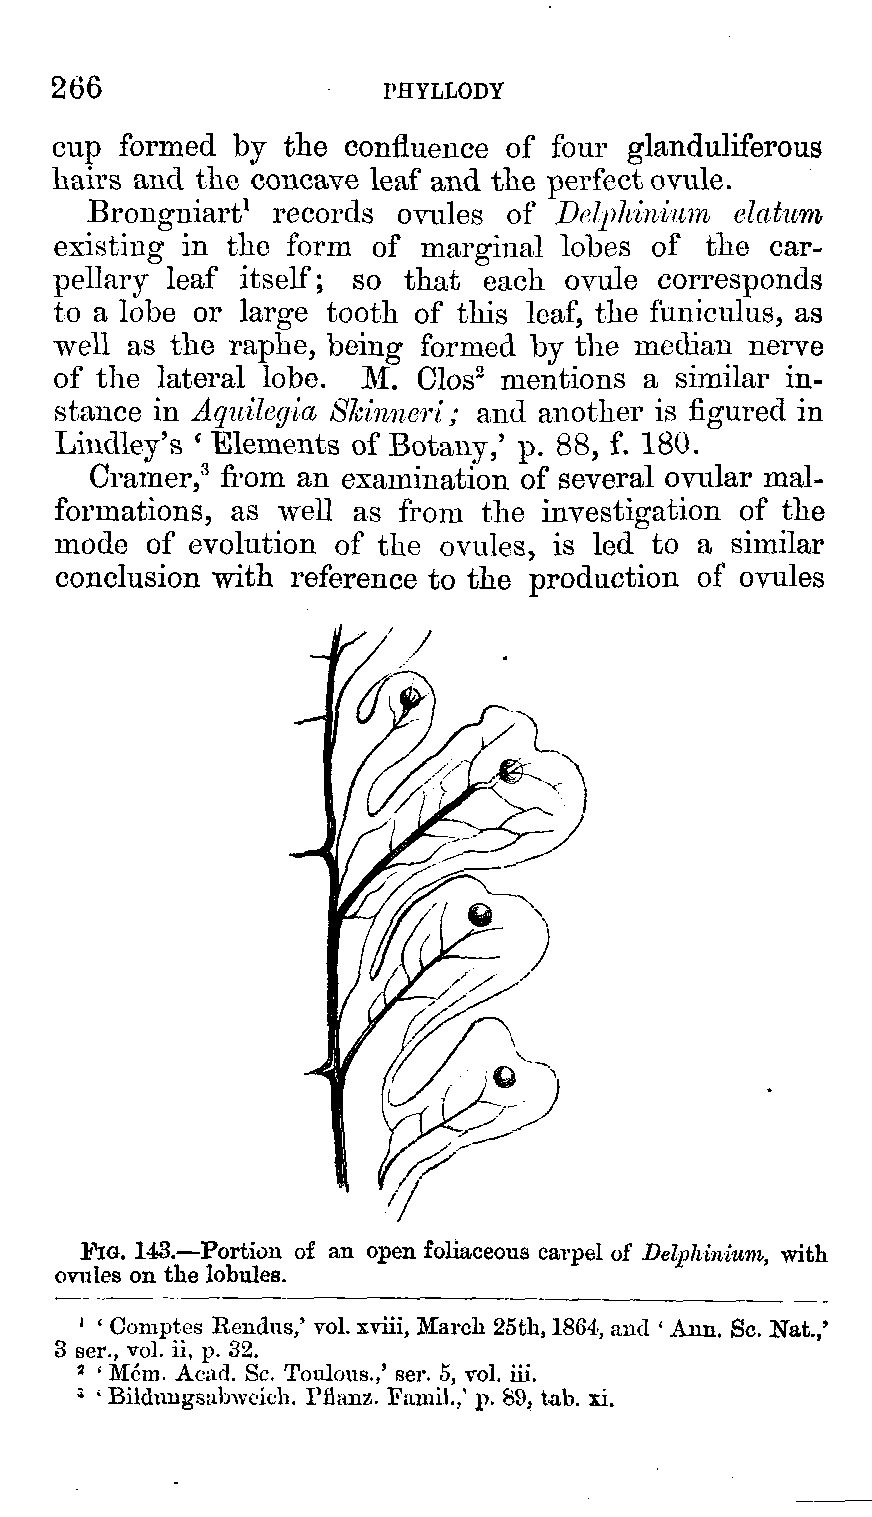 266 PHYLLODY
cup formed by the confluence of four glanduliferous
hairs and the concave leaf and the perfect ovule.
Brongniart¹ records ovules of Delphinium elatum
existing in the form of marginal lobes of the car-
pellary leaf itself; so that each ovule corresponds
to a lobe or large tooth of this leaf, the funiculus, as
well as the raphe, being formed by the median nerve
of the lateral lobe. M. Clos² mentions a similar in-
stance in Aquilegia Skinneri; and another is figured in
Lindley's ‘Elements of Botany,’ p. 88, f. 180.
Cramer,³ from an examination of several ovular mal-
formations, as well as from the investigation of the
mode of evolution of the ovules, is led to a similar
conclusion with reference to the production of ovules
FIG. 143.—Portion of an open foliaceous carpel of Delphinium, with
ovules on the lobules.
¹ ‘Comptes Rendus,’ vol. xviii, March 25th, 1864, and ‘Ann. Sc. Nat.,’
3 ser., vol. ii, p. 32.
² ‘Mém. Acad. Sc. Toulous.,’ ser. 5, vol. iii.
³ ‘Bildungsabweich. Pflanz. Famil.,’ p. 89, tab. xi.